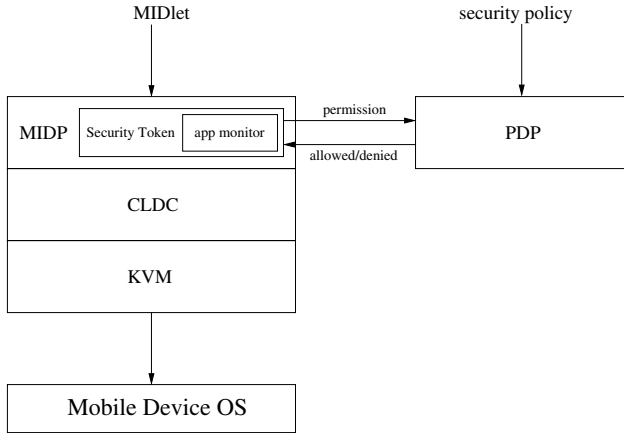 MIDlet
security policy
MIDP
Security Token
app monitor
permission
allowed/denied
PDP
CLDC
KVM
Mobile Device OS